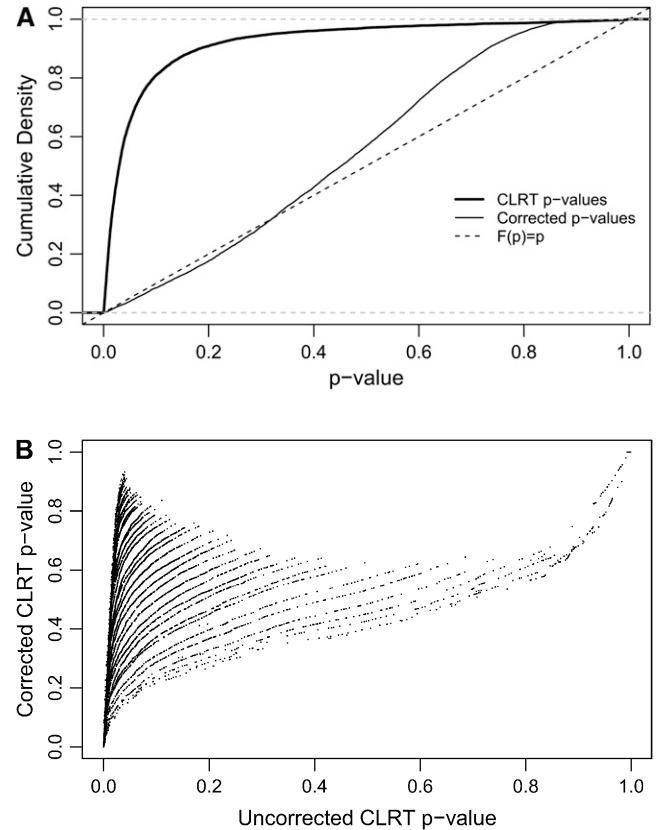 A
1.0
0.8
0.6
0.4
0.2
0.0
Cumulative Density
CLRT p−values
Corrected p−values
F(p)=p
0.0 0.2 0.4 0.6 0.8 1.0
p−value
B
1.0
0.8
0.6
0.4
0.2
0.0
Corrected CLRT p−value
0.0 0.2 0.4 0.6 0.8 1.0
Uncorrected CLRT p−value